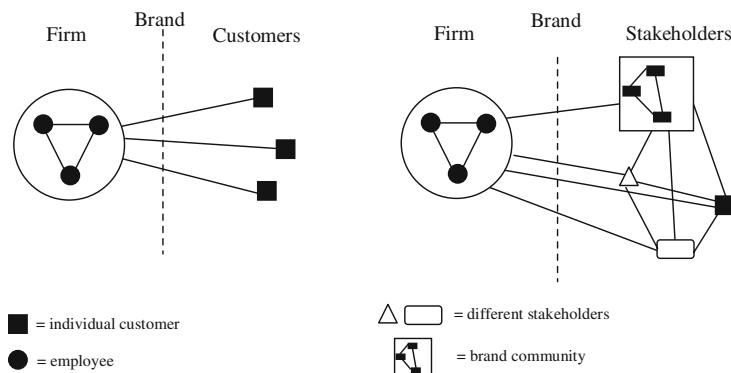 Firm
Brand
Customers
= individual customer
= employee
Firm
Brand
Stakeholders
= different stakeholders
= brand community